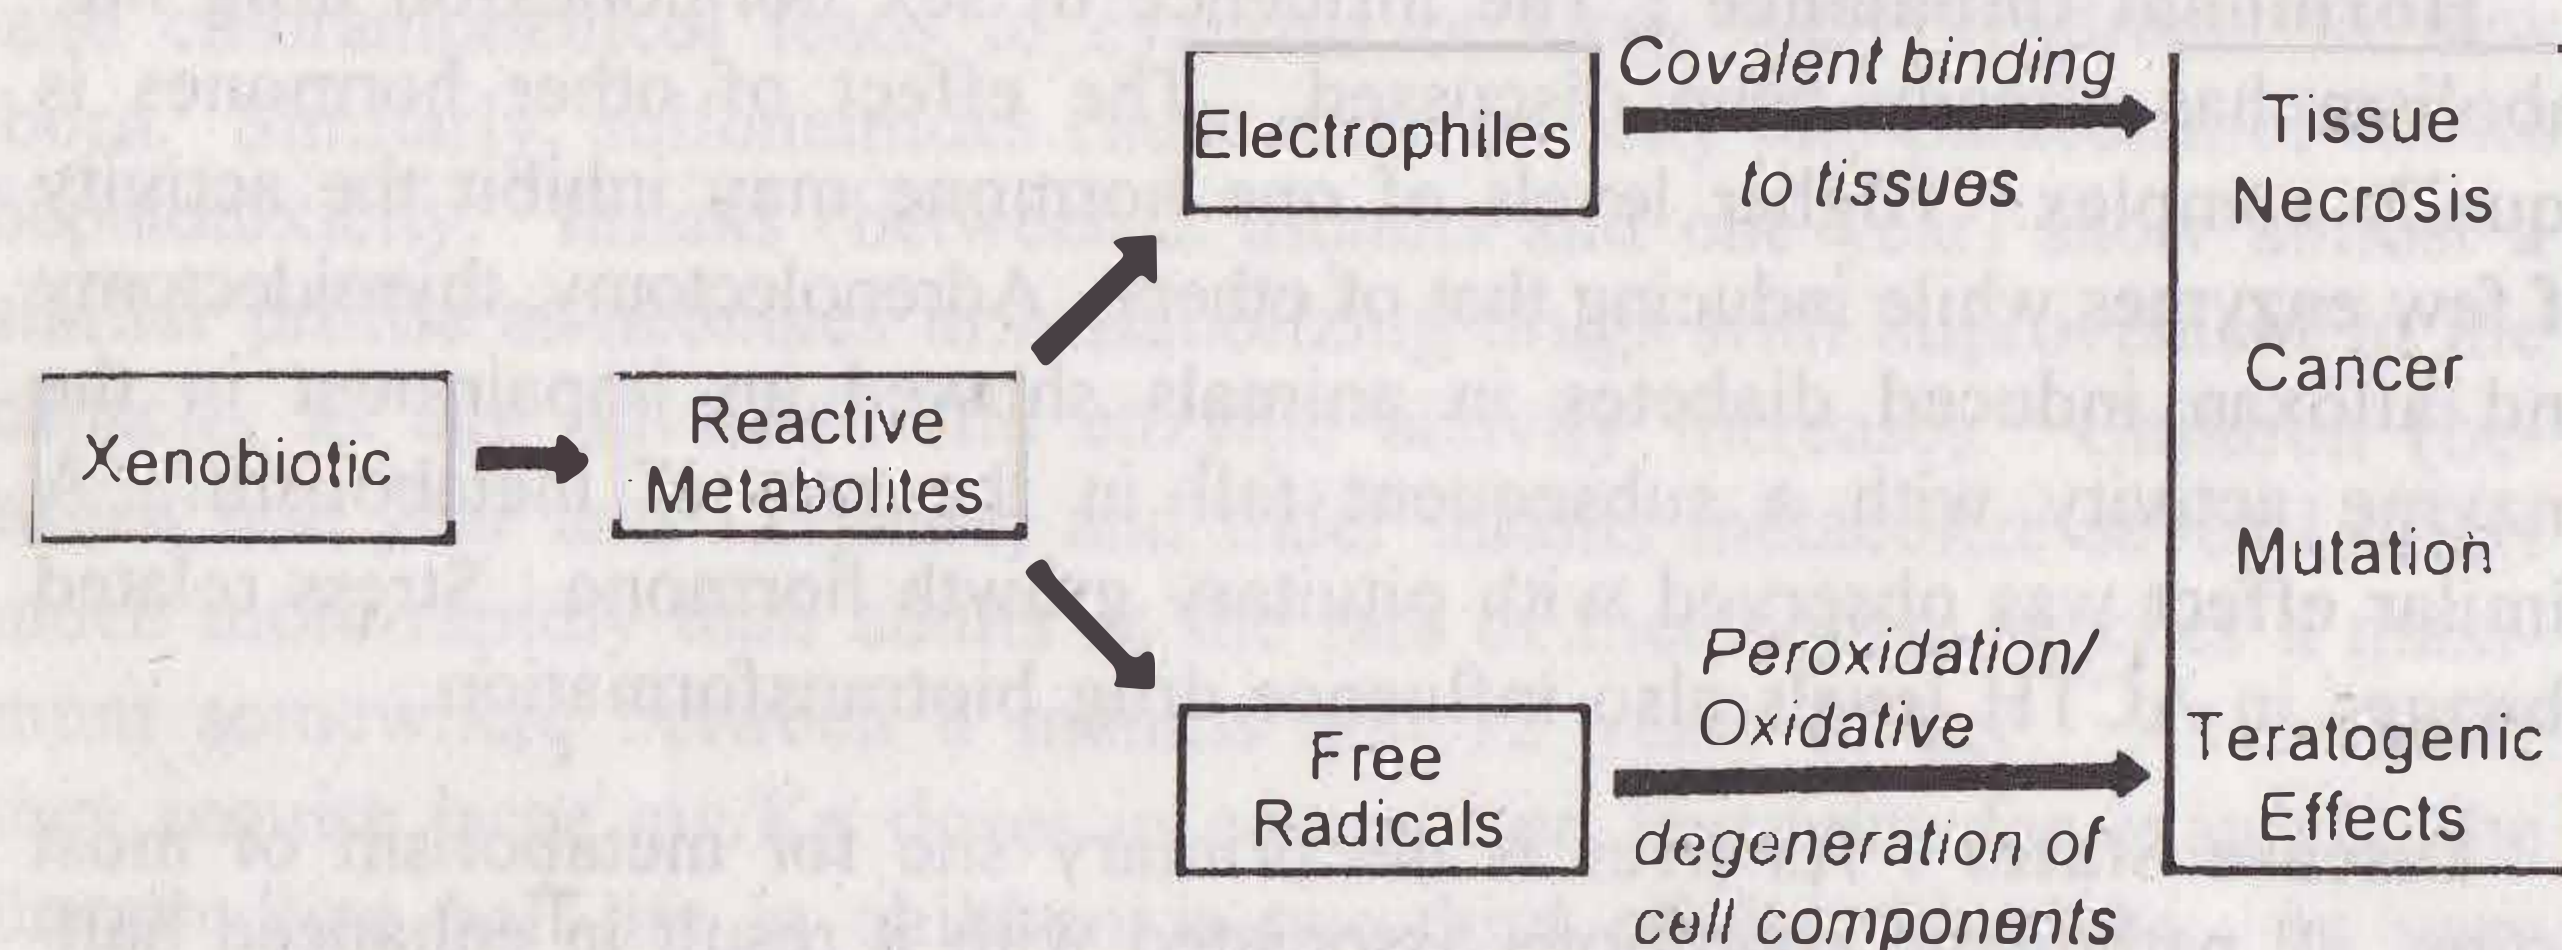 Xenobiotic
Reactive
Metabolites
Electrophiles
Covalent binding
to tissues
Free
Radicals
Peroxidation/
Oxidative
degeneration of
cell components
Tissue
Necrosis
Cancer
Mutation
Teratogenic
Effects